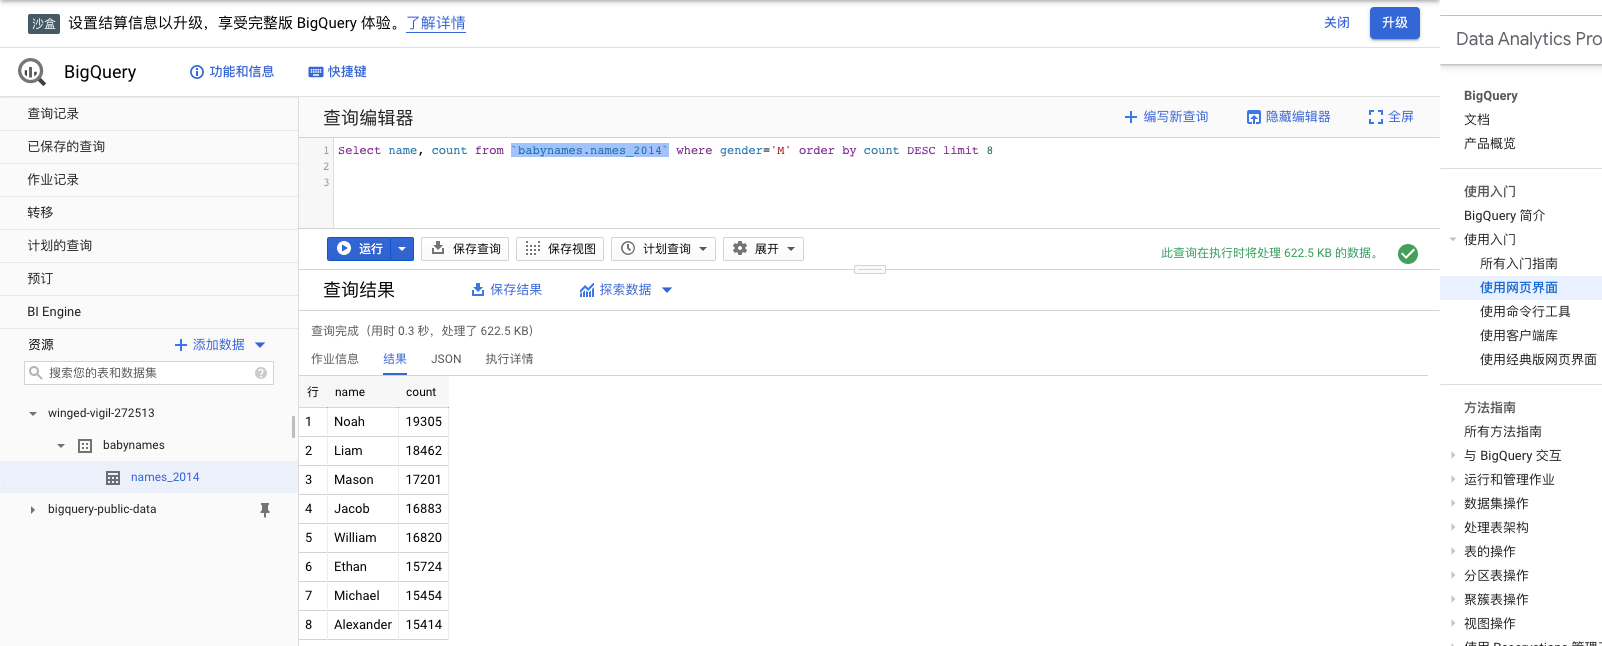 沙盒 设置结算信息以升级，享受完整版 BigQuery 体验。 了解详情 关闭 升级
BigQuery 功能和信息 快捷键
查询记录
已保存的查询
作业记录
转移
计划的查询
预订
BI Engine
资源 添加数据
搜索您的表和数据集
winged-vigil-272513
babynames
names_2014
bigquery-public-data
查询编辑器 编写新查询 隐藏编辑器 全屏
1 Select name, count from `babynames.names_2014` where gender='M' order by count DESC limit 8
2
3
运行 保存查询 保存视图 计划查询 展开 此查询在执行时将处理 622.5 KB 的数据。
查询结果 保存结果 探索数据
查询完成（用时 0.3 秒，处理了 622.5 KB）
作业信息 结果 JSON 执行详情
行 name count
1 Noah 19305
2 Liam 18462
3 Mason 17201
4 Jacob 16883
5 William 16820
6 Ethan 15724
7 Michael 15454
8 Alexander 15414
Data Analytics Pro
BigQuery
文档
产品概览
使用入门
BigQuery 简介
使用入门
所有入门指南
使用网页界面
使用命令行工具
使用客户端库
使用经典版网页界面
方法指南
所有方法指南
与 BigQuery 交互
运行和管理作业
数据集操作
处理表架构
表的操作
分区表操作
聚簇表操作
视图操作